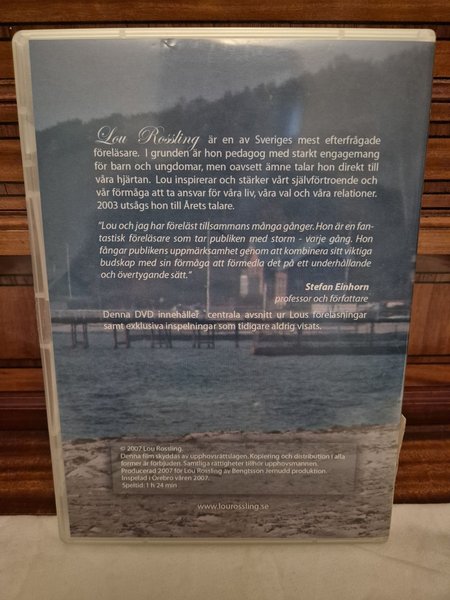 Lou Rossling är en av Sveriges mest efterfrågade
föreläsare. I grunden är hon pedagog med starkt engagemang
för barn och ungdomar, men oavsett ämne talar hon direkt till
våra hjärtan. Lou inspirerar och stärker vårt självförtroende och
vår förmåga att ta ansvar för våra liv, våra val och våra relationer.
2003 utsågs hon till Årets talare.
"Lou och jag har föreläst tillsammans många gånger. Hon är en fan-
tastisk föreläsare som tar publiken med storm - varje gång. Hon
fångar publikens uppmärksamhet genom att kombinera sitt viktiga
budskap med sin förmåga att förmedla det på ett underhållande
och övertygande sätt."
Stefan Einhorn
professor och författare
Denna DVD innehåller centrala avsnitt ur Lous föreläsningar
samt exklusiva inspelningar som tidigare aldrig visats.
© 2007 Lou Rossling.
Denna film skyddas av upphovsrättslagen. Kopiering och distribution i alla
former är förbjuden. Samtliga rättigheter tillhör upphovsmannen.
Producerad 2007 för Lou Rossling av Bengtsson Jernudd produktion.
Inspelad i Örebro våren 2007.
Speltid: 1 h 24 min
www.lourossling.se